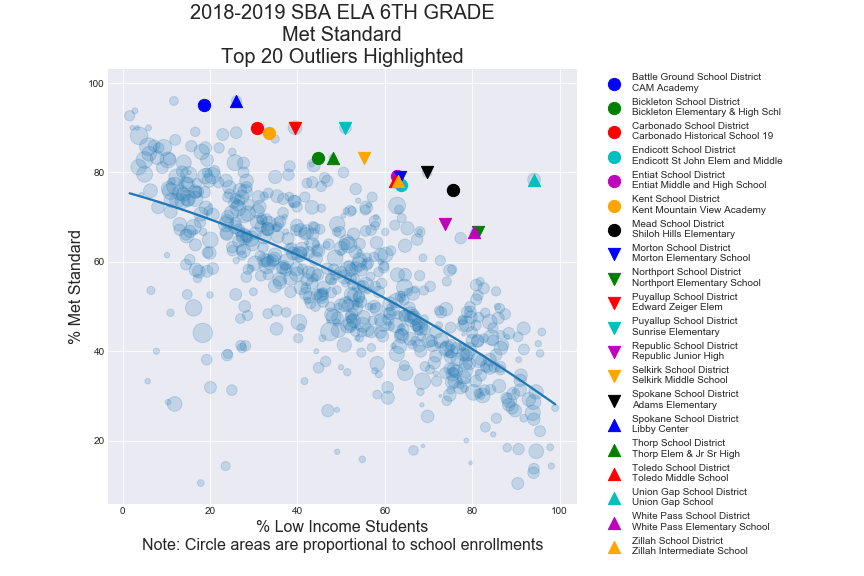 2018-2019 SBA ELA 6TH GRADE
Met Standard
Top 20 Outliers Highlighted
% Met Standard
100
80
60
40
20
0 20 40 60 80 100
% Low Income Students
Note: Circle areas are proportional to school enrollments
Battle Ground School District
CAM Academy
Bickleton School District
Bickleton Elementary & High Schl
Carbonado School District
Carbonado Historical School 19
Endicott School District
Endicott St John Elem and Middle
Entiat School District
Entiat Middle and High School
Kent School District
Kent Mountain View Academy
Mead School District
Shiloh Hills Elementary
Morton School District
Morton Elementary School
Northport School District
Northport Elementary School
Puyallup School District
Edward Zeiger Elem
Puyallup School District
Sunrise Elementary
Republic School District
Republic Junior High
Selkirk School District
Selkirk Middle School
Spokane School District
Adams Elementary
Spokane School District
Libby Center
Thorp School District
Thorp Elem & Jr Sr High
Toledo School District
Toledo Middle School
Union Gap School District
Union Gap School
White Pass School District
White Pass Elementary School
Zillah School District
Zillah Intermediate School